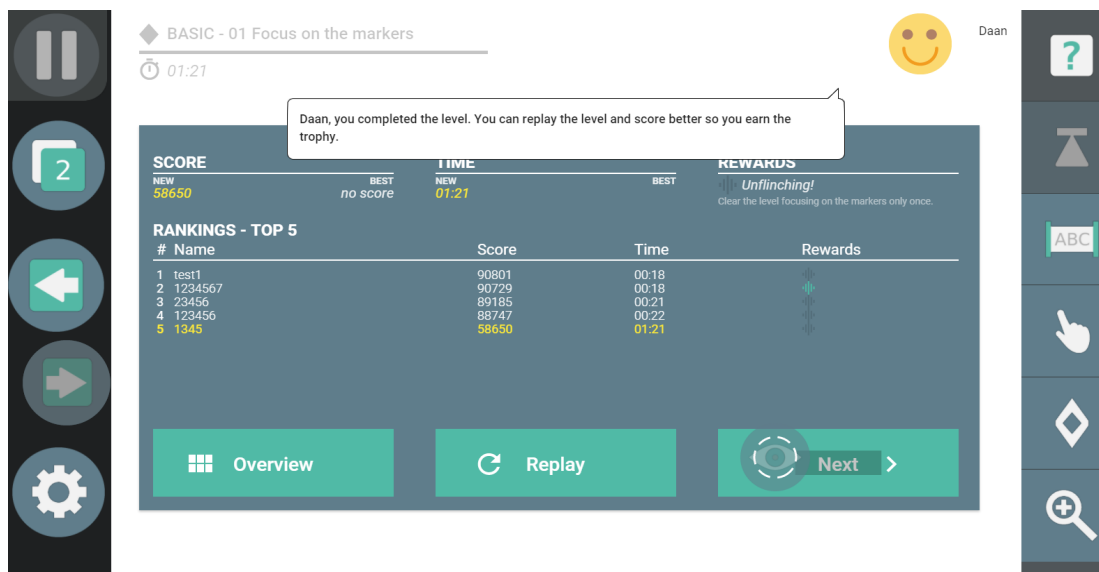 BASIC - 01 Focus on the markers
Daan
01:21
?
Daan, you completed the level. You can replay the level and score better so you earn the
trophy.
2
SCORE TIME REWARDS
NEW BEST NEW BEST Unflinching!
58650 no score 01:21
Clear the level focusing on the markers only once.
ABC
RANKINGS - TOP 5
# Name Score Time Rewards
1 test1 90801 00:18
2 1234567 90729 00:18
3 23456 89185 00:21
4 123456 88747 00:22
5 1345 58650 01:21
Overview Replay Next